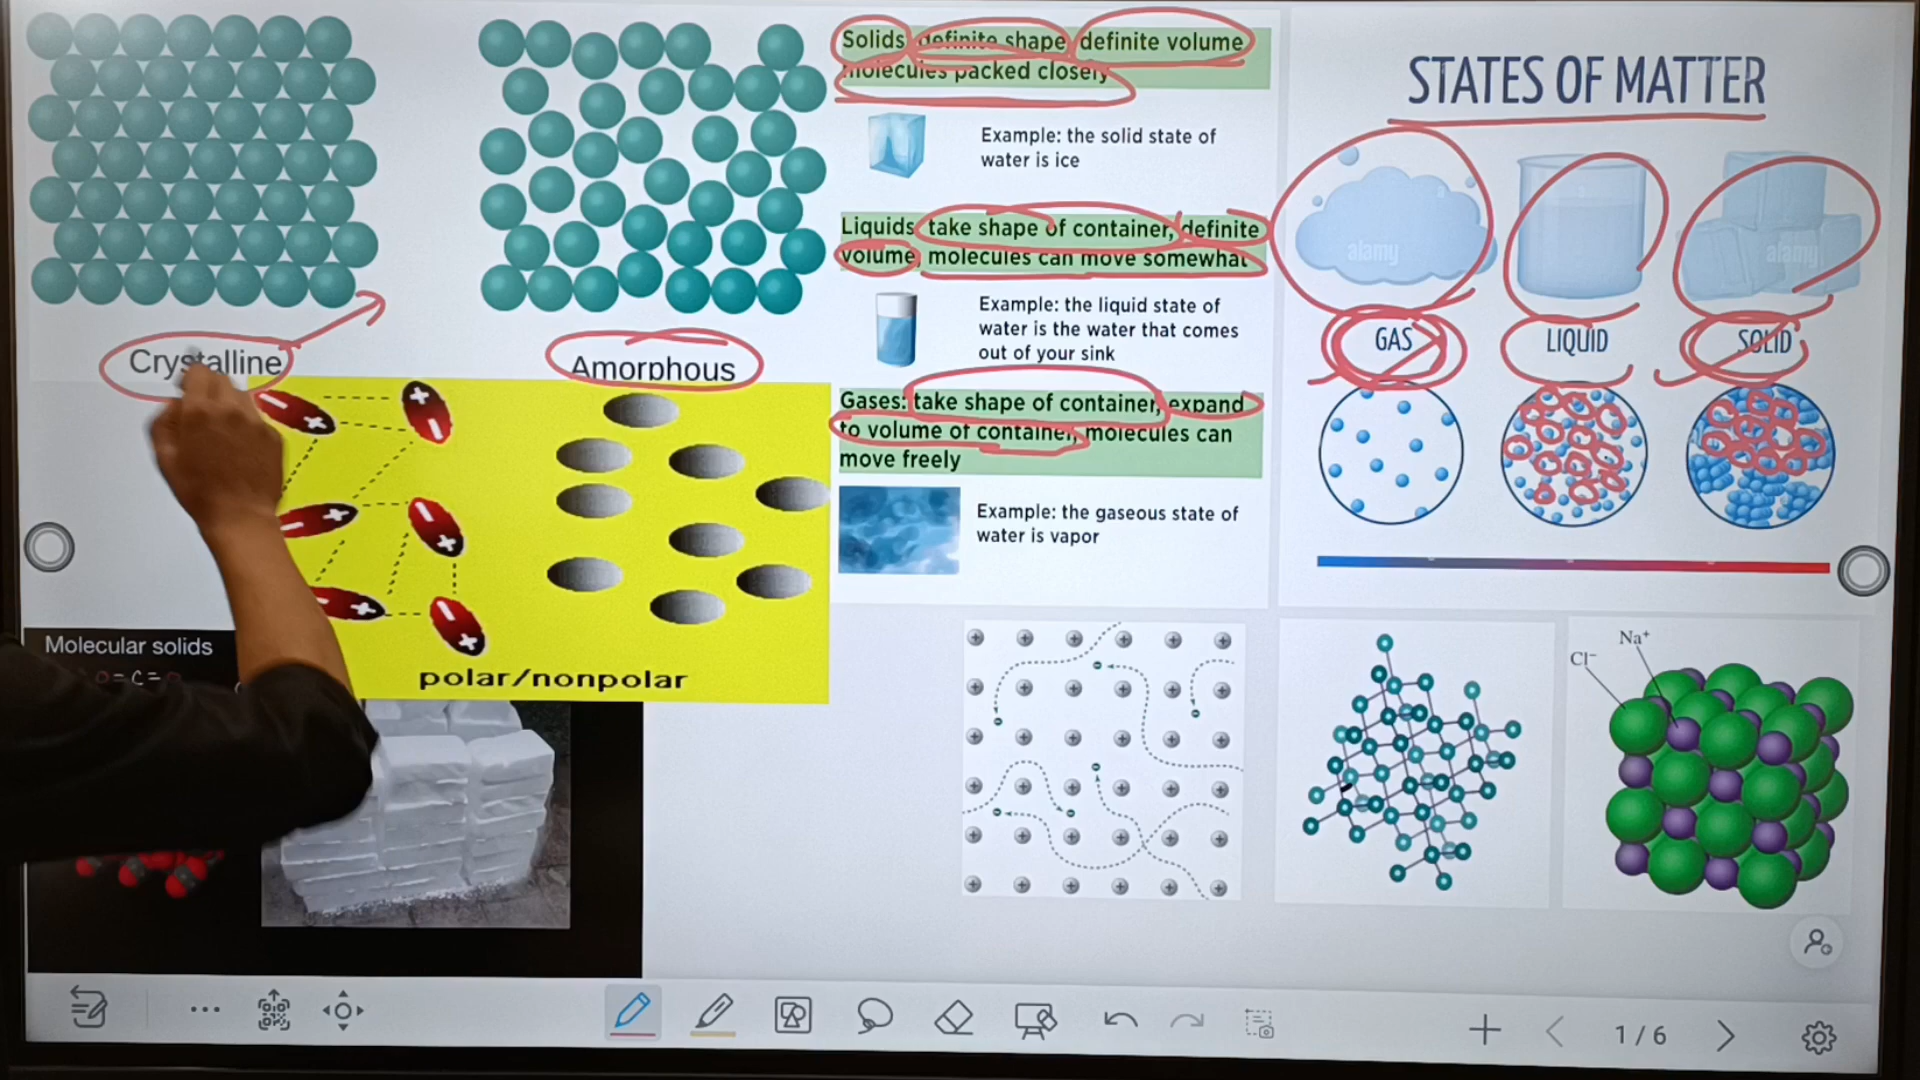 Crystalline
Amorphous
polar/nonpolar
Molecular solids
=C=
Solids definite shape, definite volume
molecules packed closely
Example: the solid state of
water is ice
Liquids take shape of container, definite
volume, molecules can move somewhat
Example: the liquid state of
water is the water that comes
out of your sink
Gases: take shape of container, expand
to volume of container, molecules can
move freely
Example: the gaseous state of
water is vapor
STATES OF MATTER
alamy
alamy
GAS
LIQUID
SOLID
Na⁺
Cl⁻
1/6